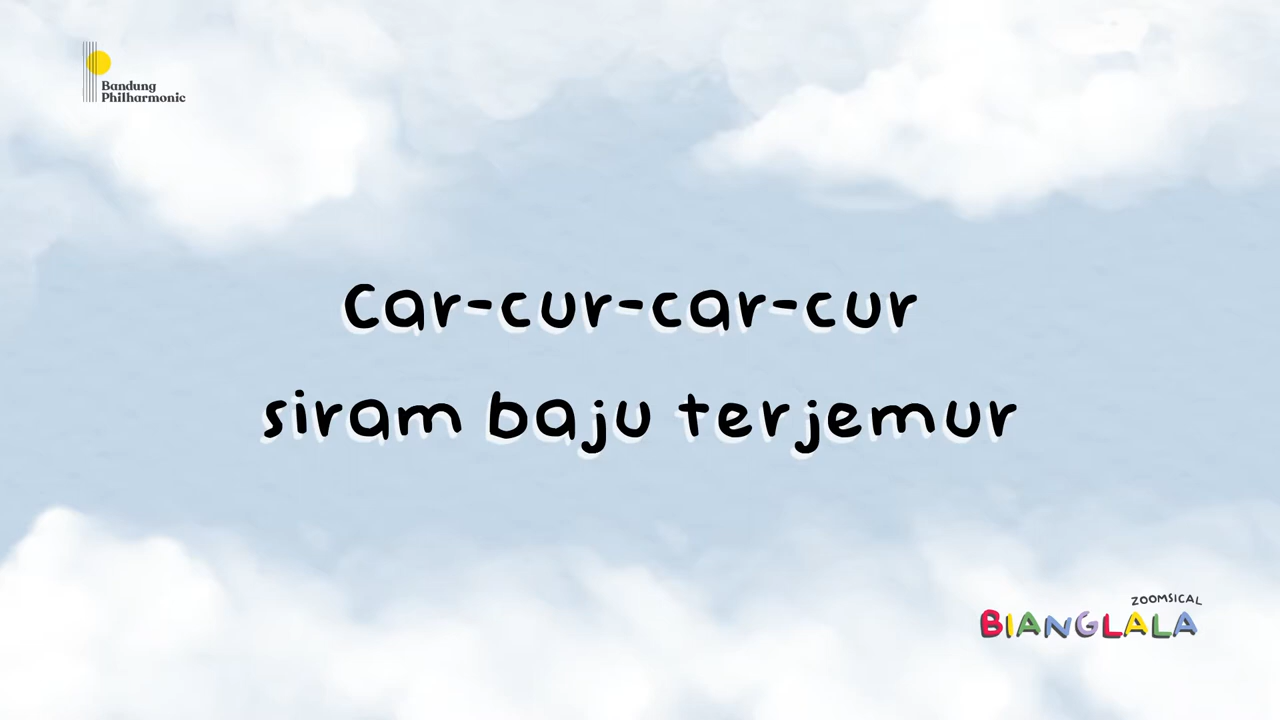 Bandung
Philharmonic
Car-cur-car-cur
siram baju terjemur
ZOOMSICAL
BIANGLALA